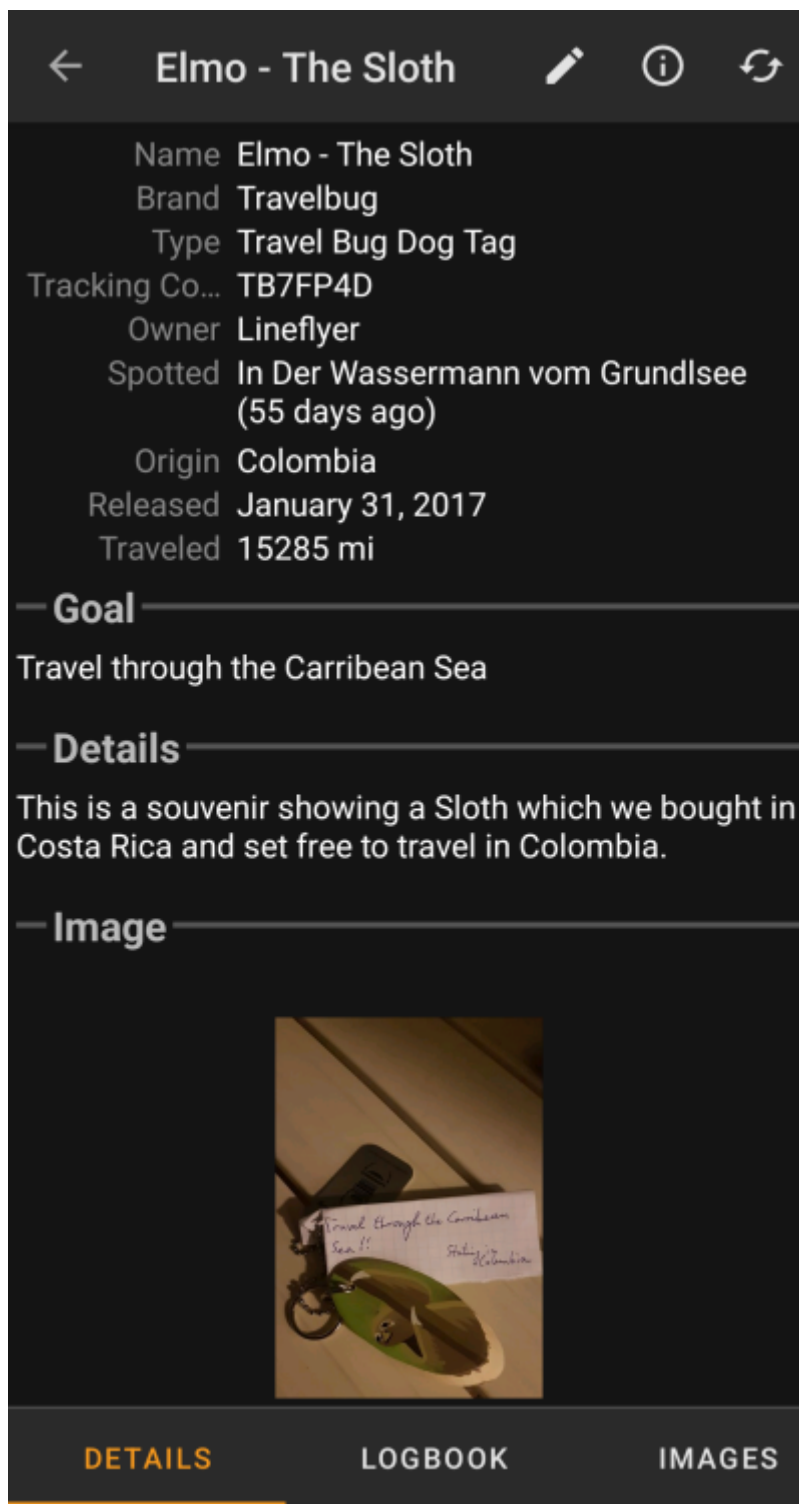 Elmo - The Sloth
Name Elmo - The Sloth
Brand Travelbug
Type Travel Bug Dog Tag
Tracking Co... TB7FP4D
Owner Lineflyer
Spotted In Der Wassermann vom Grundlsee
(55 days ago)
Origin Colombia
Released January 31, 2017
Traveled 15285 mi
Goal
Travel through the Carribean Sea
Details
This is a souvenir showing a Sloth which we bought in
Costa Rica and set free to travel in Colombia.
Image
Travel through the Carribean
Sea!!
Colombia
DETAILS LOGBOOK IMAGES